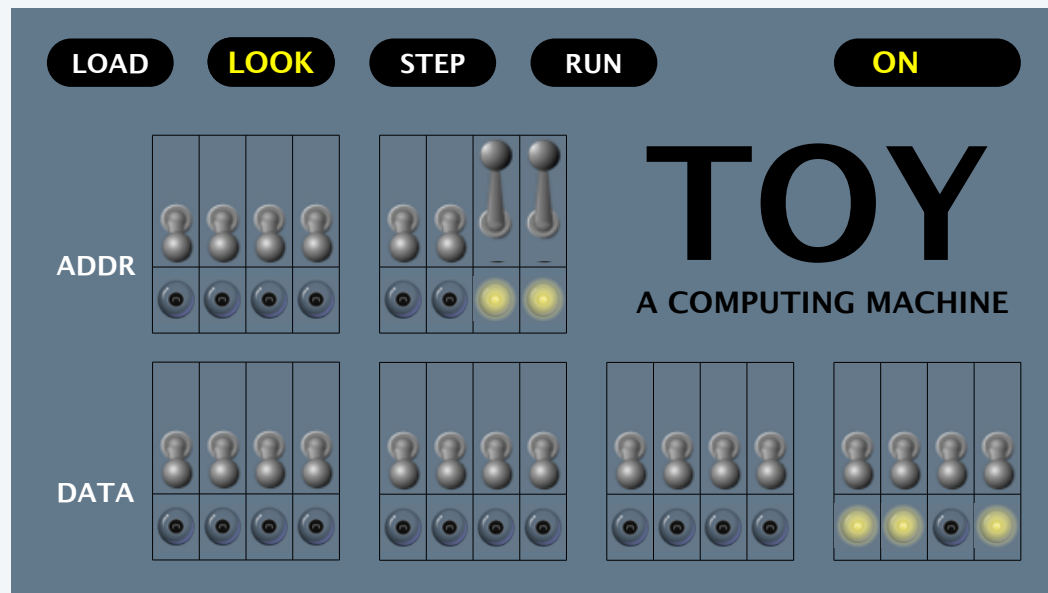 LOAD LOOK STEP RUN ON
TOY
ADDR
A COMPUTING MACHINE
DATA